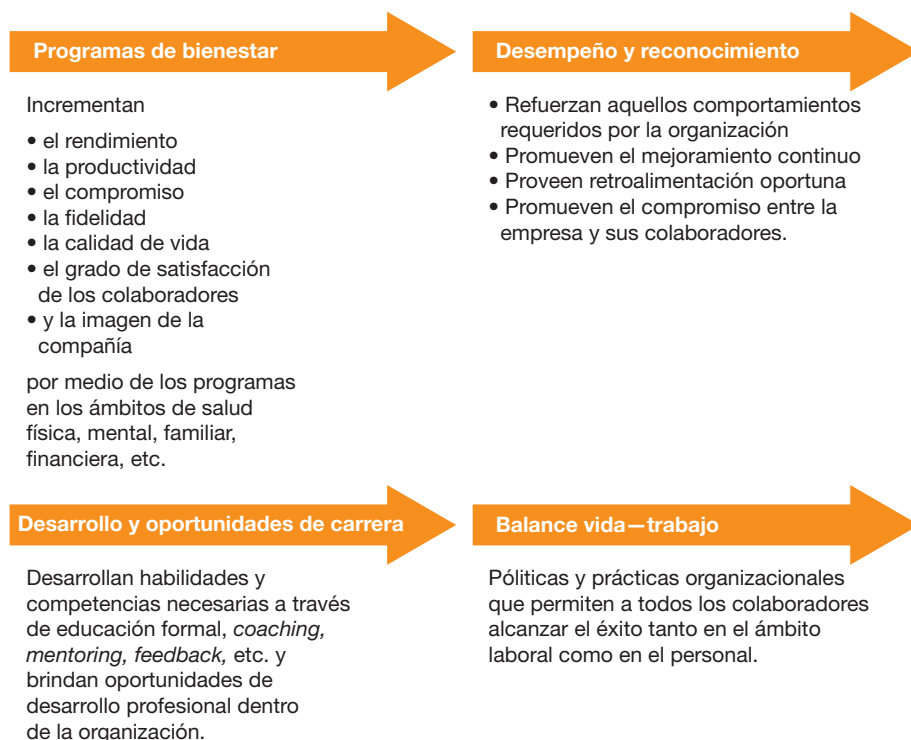 Programas de bienestar
Incrementan
• el rendimiento
• la productividad
• el compromiso
• la fidelidad
• la calidad de vida
• el grado de satisfacción
de los colaboradores
• y la imagen de la
compañía
por medio de los programas
en los ámbitos de salud
física, mental, familiar,
financiera, etc.
Desempeño y reconocimiento
• Refuerzan aquellos comportamientos
requeridos por la organización
• Promueven el mejoramiento continuo
• Proveen retroalimentación oportuna
• Promueven el compromiso entre la
empresa y sus colaboradores.
Desarrollo y oportunidades de carrera
Desarrollan habilidades y
competencias necesarias a través
de educación formal, coaching,
mentoring, feedback, etc. y
brindan oportunidades de
desarrollo profesional dentro
de la organización.
Balance vida—trabajo
Póliticas y prácticas organizacionales
que permiten a todos los colaboradores
alcanzar el éxito tanto en el ámbito
laboral como en el personal.